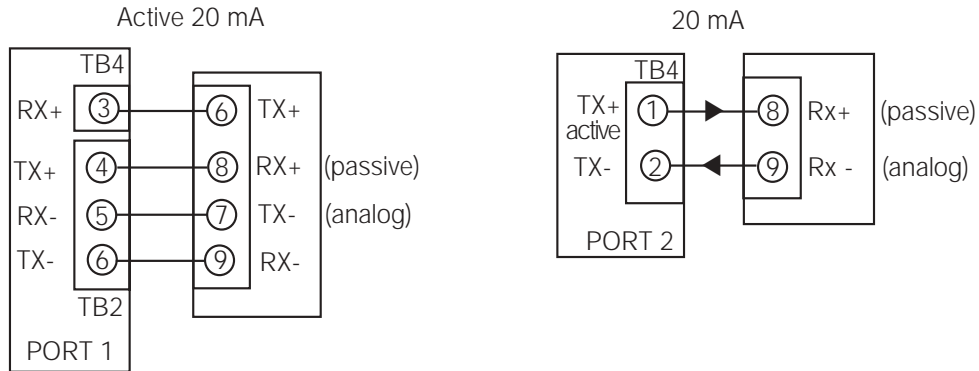 Active 20 mA
TB4
RX+ 3 6 TX+
TX+ 4 8 RX+ (passive)
RX- 5 7 TX- (analog)
TX- 6 9 RX-
TB2
PORT 1
20 mA
TB4
TX+ active 1 8 Rx+ (passive)
TX- 2 9 Rx - (analog)
PORT 2